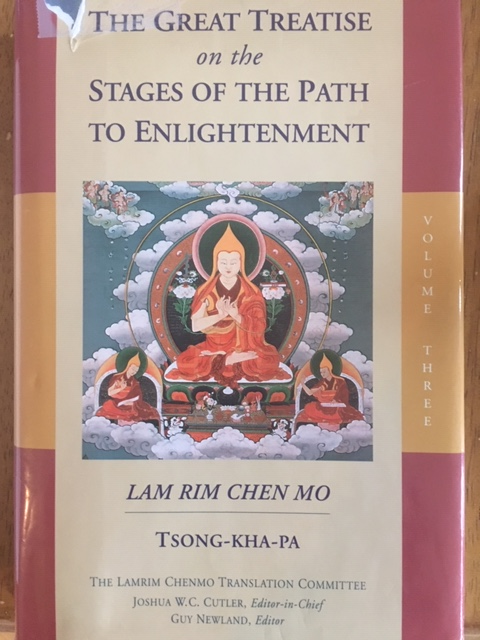 THE GREAT TREATISE
on the
STAGES OF THE PATH
TO ENLIGHTENMENT
VOLUME THREE
LAM RIM CHEN MO
TSONG-KHA-PA
THE LAMRIM CHENMO TRANSLATION COMMITTEE
JOSHUA W.C. CUTLER, Editor-in-Chief
GUY NEWLAND, Editor